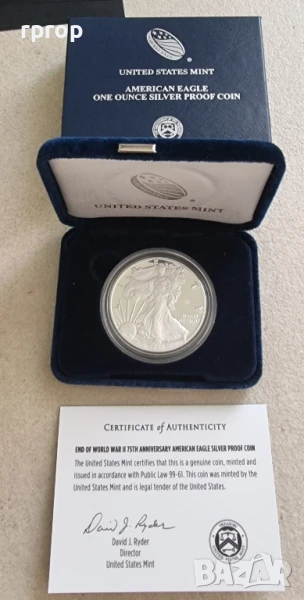 rprop
UNITED STATES MINT
AMERICAN EAGLE
ONE OUNCE SILVER PROOF COIN
UNITED STATES MINT
CERTIFICATE OF AUTHENTICITY
END OF WORLD WAR II 75TH ANNIVERSARY AMERICAN EAGLE SILVER PROOF COIN
The United States Mint certifies that this is a genuine coin, minted and
issued in accordance with Public Law 99-61. This coin was minted by the
United States Mint and is legal tender of the United States.
David J. Ryder
David J. Ryder
Director
United States Mint
BAZAR